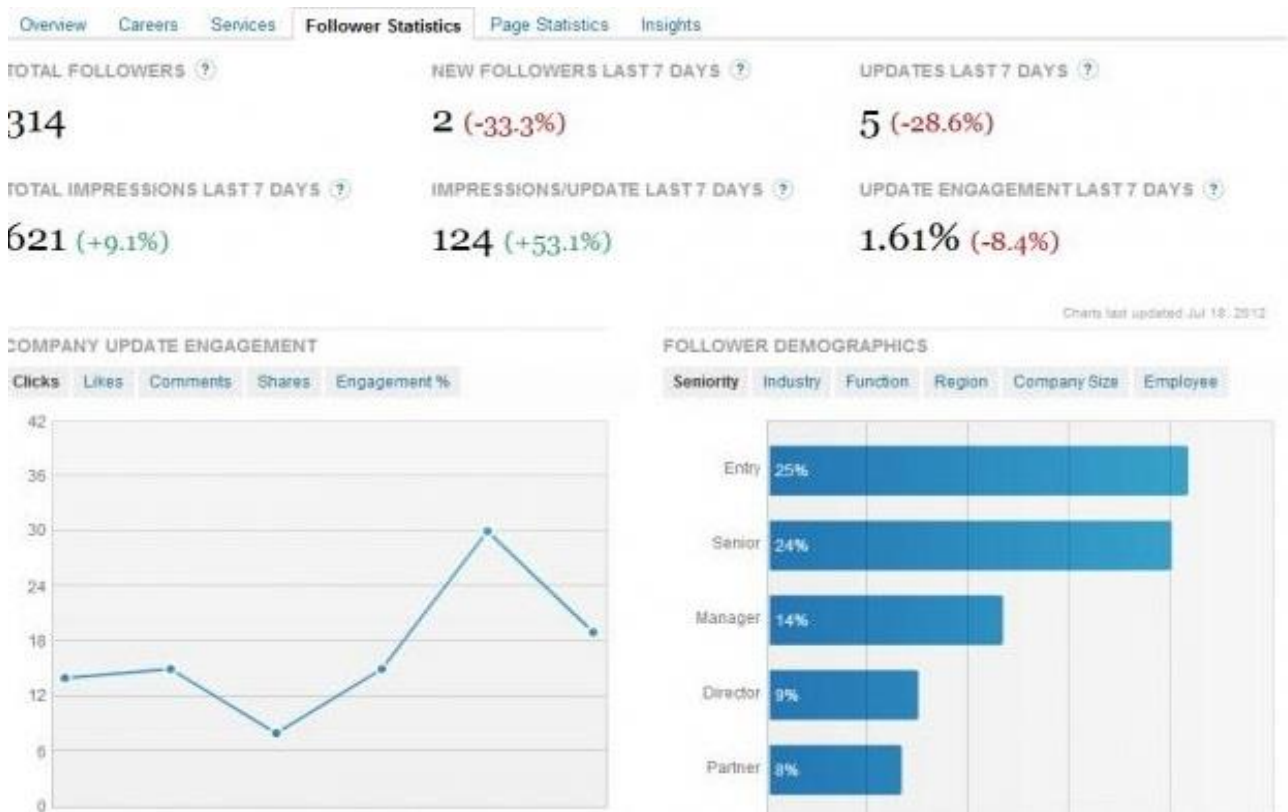 Overview Careers Services Follower Statistics Page Statistics Insights
TOTAL FOLLOWERS ? NEW FOLLOWERS LAST 7 DAYS ? UPDATES LAST 7 DAYS ?
314 2 (-33.3%) 5 (-28.6%)
TOTAL IMPRESSIONS LAST 7 DAYS ? IMPRESSIONS/UPDATE LAST 7 DAYS ? UPDATE ENGAGEMENT LAST 7 DAYS ?
621 (+9.1%) 124 (+53.1%) 1.61% (-8.4%)
Charts last updated Jul 18, 2012
COMPANY UPDATE ENGAGEMENT
Clicks Likes Comments Shares Engagement %
42
36
30
24
18
12
6
0
FOLLOWER DEMOGRAPHICS
Seniority Industry Function Region Company Size Employee
Entry 25%
Senior 24%
Manager 14%
Director 9%
Partner 8%